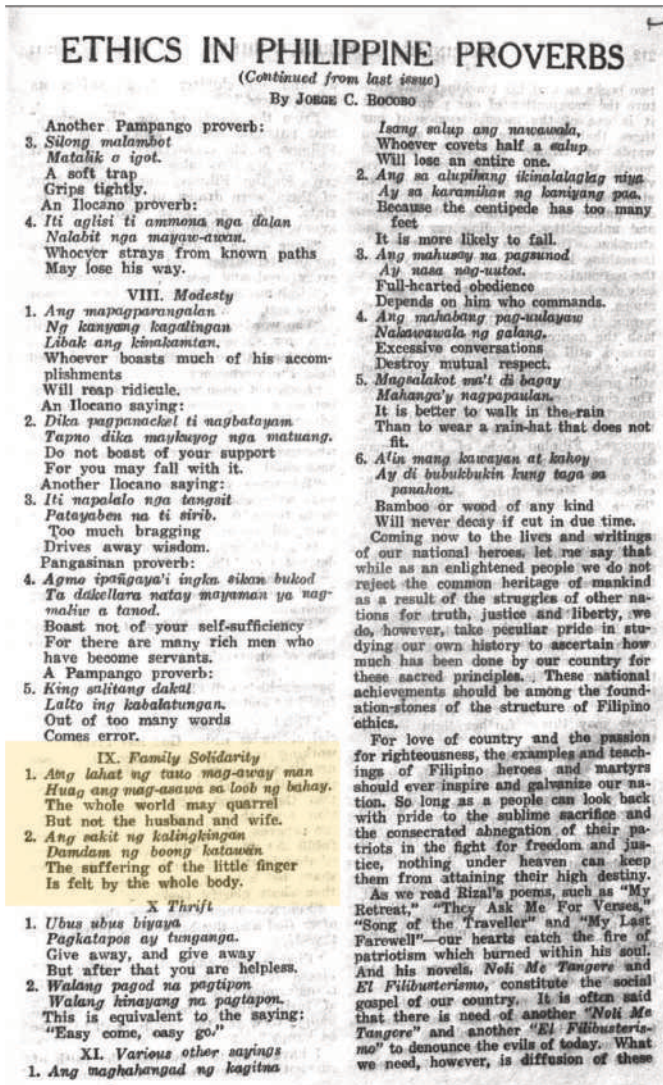 ETHICS IN PHILIPPINE PROVERBS
(Continued from last issue)
By JORGE C. BOCOBO
Another Pampango proverb:
3. Silong malambot
Matalik a igot.
A soft trap
Grips tightly.
An Ilocano proverb:
4. Iti aglisi ti ammona nga dalan
Nalabit nga mayaw-awan.
Whoever strays from known paths
May lose his way.
VIII. Modesty
1. Ang mapagparangalan
Ng kanyang kagalingan
Libak ang kinakamtan.
Whoever boasts much of his accom-
plishments
Will reap ridicule.
An Ilocano saying:
2. Dika pagpanackel ti nagbatayam
Tapno dika maykuyog nga matuang.
Do not boast of your support
For you may fall with it.
Another Ilocano saying:
3. Iti napalalo nga tangsit
Patayaben na ti sirib.
Too much bragging
Drives away wisdom.
Pangasinan proverb:
4. Agmo ipañgaya'i ingka sikan bukod
Ta dakellara natay mayaman ya nag-
maliw a tanod.
Boast not of your self-sufficiency
For there are many rich men who
have become servants.
A Pampango proverb:
5. King salitang dakal
Lalto ing kabalatungan.
Out of too many words
Comes error.
IX. Family Solidarity
1. Ang lahat ng tauo mag-away man
Huag ang mag-asawa sa loob ng bahay.
The whole world may quarrel
But not the husband and wife.
2. Ang sakit ng kalingkingan
Damdam ng boong katawan
The suffering of the little finger
Is felt by the whole body.
X Thrift
1. Ubus ubus biyaya
Pagkatapos ay tunganga.
Give away, and give away
But after that you are helpless.
2. Walang pagod na pagtipon
Walang hinayang na pagtapon.
This is equivalent to the saying:
"Easy come, easy go."
XI. Various other sayings
1. Ang maghahangad ng kagitna
Isang salup ang nawawala,
Whoever covets half a salup
Will lose an entire one.
2. Ang sa alupihang ikinalalaglag niya
Ay sa karamihan ng kaniyang paa.
Because the centipede has too many
feet
It is more likely to fall.
3. Ang mahusay na pagsunod
Ay nasa nag-uutos.
Full-hearted obedience
Depends on him who commands.
4. Ang mahabang pag-uulayaw
Nakawawala ng galang.
Excessive conversations
Destroy mutual respect.
5. Magsalakot ma't di bagay
Mahanga'y nagpapaulan.
It is better to walk in the rain
Than to wear a rain-hat that does not
fit.
6. Alin mang kawayan at kahoy
Ay di bubukbukin kung taga sa
panahon.
Bamboo or wood of any kind
Will never decay if cut in due time.
Coming now to the lives and writings
of our national heroes, let me say that
while as an enlightened people we do not
reject the common heritage of mankind
as a result of the struggles of other na-
tions for truth, justice and liberty, we
do, however, take peculiar pride in stu-
dying our own history to ascertain how
much has been done by our country for
these sacred principles. These national
achievements should be among the found-
ation-stones of the structure of Filipino
ethics.
For love of country and the passion
for righteousness, the examples and teach-
ings of Filipino heroes and martyrs
should ever inspire and galvanize our na-
tion. So long as a people can look back
with pride to the sublime sacrifice and
the consecrated abnegation of their pa-
triots in the fight for freedom and jus-
tice, nothing under heaven can keep
them from attaining their high destiny.
As we read Rizal's poems, such as "My
Retreat," "They Ask Me For Verses,"
"Song of the Traveller" and "My Last
Farewell"—our hearts catch the fire of
patriotism which burned within his soul.
And his novels, Noli Me Tangere and
El Filibusterismo, constitute the social
gospel of our country. It is often said
that there is need of another "Noli Me
Tangere" and another "El Filibusteris-
mo" to denounce the evils of today. What
we need, however, is diffusion of these